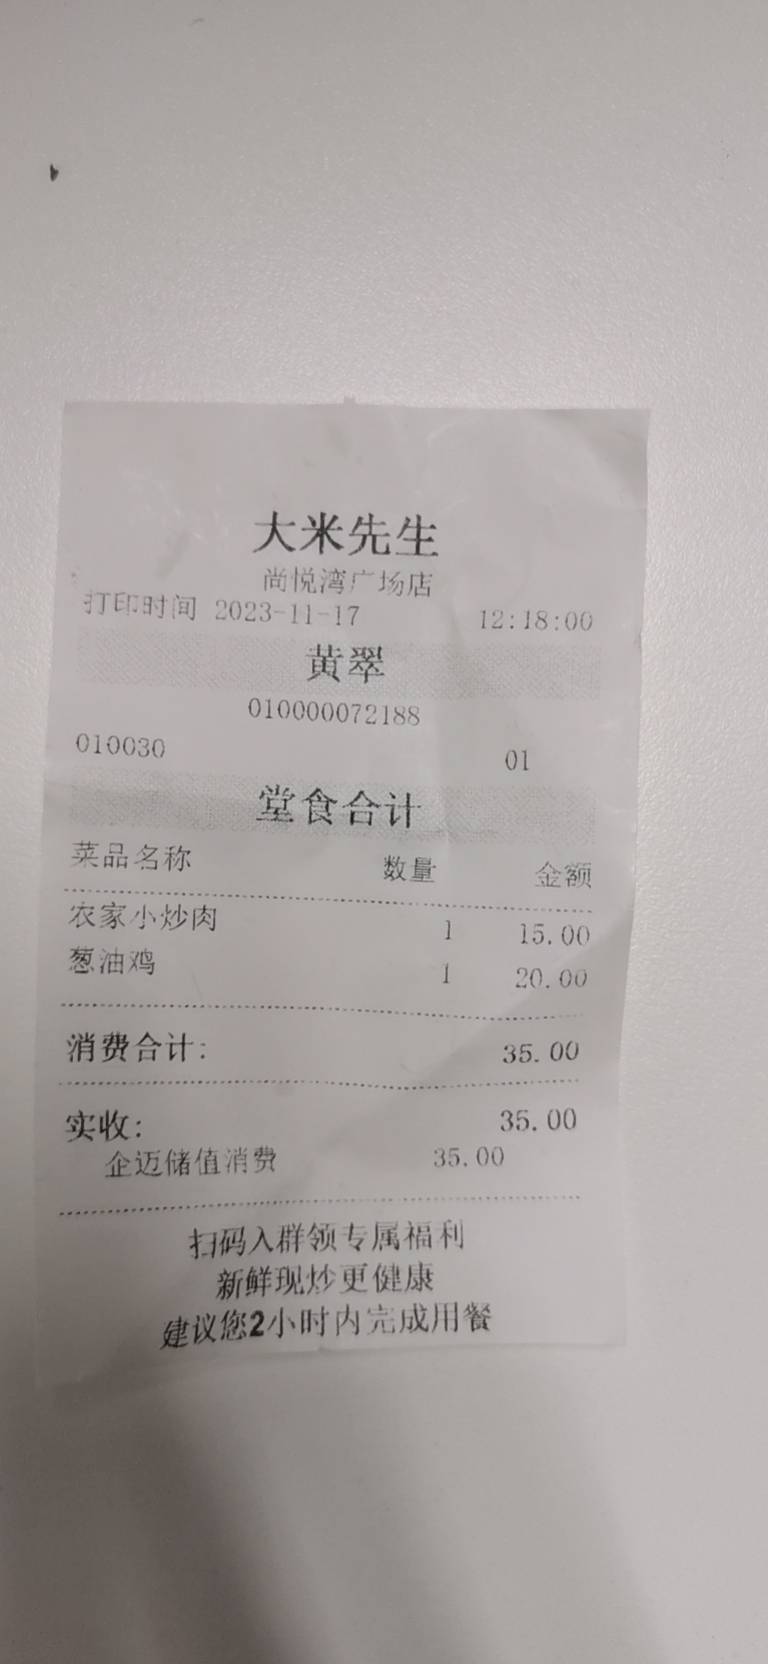 大米先生
尚悦湾广场店
打印时间 2023-11-17 12:18:00
黄翠
010000072188
010030 01
堂食合计
菜品名称 数量 金额
农家小炒肉 1 15.00
葱油鸡 1 20.00
消费合计: 35.00
实收: 35.00
企迈储值消费 35.00
扫码入群领专属福利
新鲜现炒更健康
建议您2小时内完成用餐